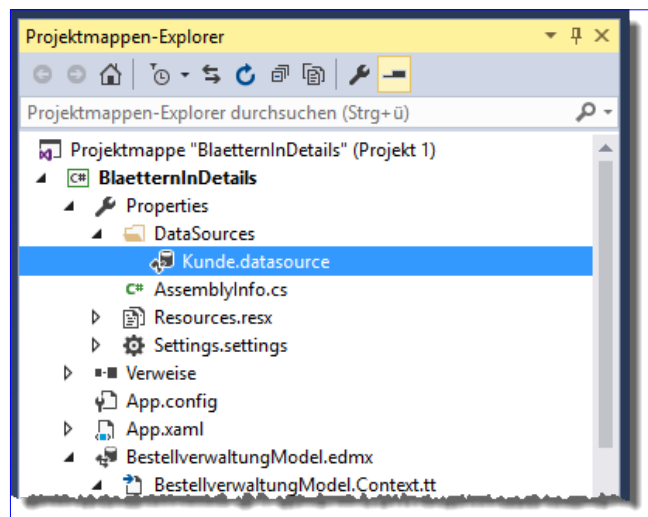 Projektmappen-Explorer
Projektmappen-Explorer durchsuchen (Strg+ü)
Projektmappe "BlaetternInDetails" (Projekt 1)
C# BlaetternInDetails
Properties
DataSources
Kunde.datasource
C# AssemblyInfo.cs
Resources.resx
Settings.settings
Verweise
App.config
App.xaml
BestellverwaltungModel.edmx
BestellverwaltungModel.Context.tt